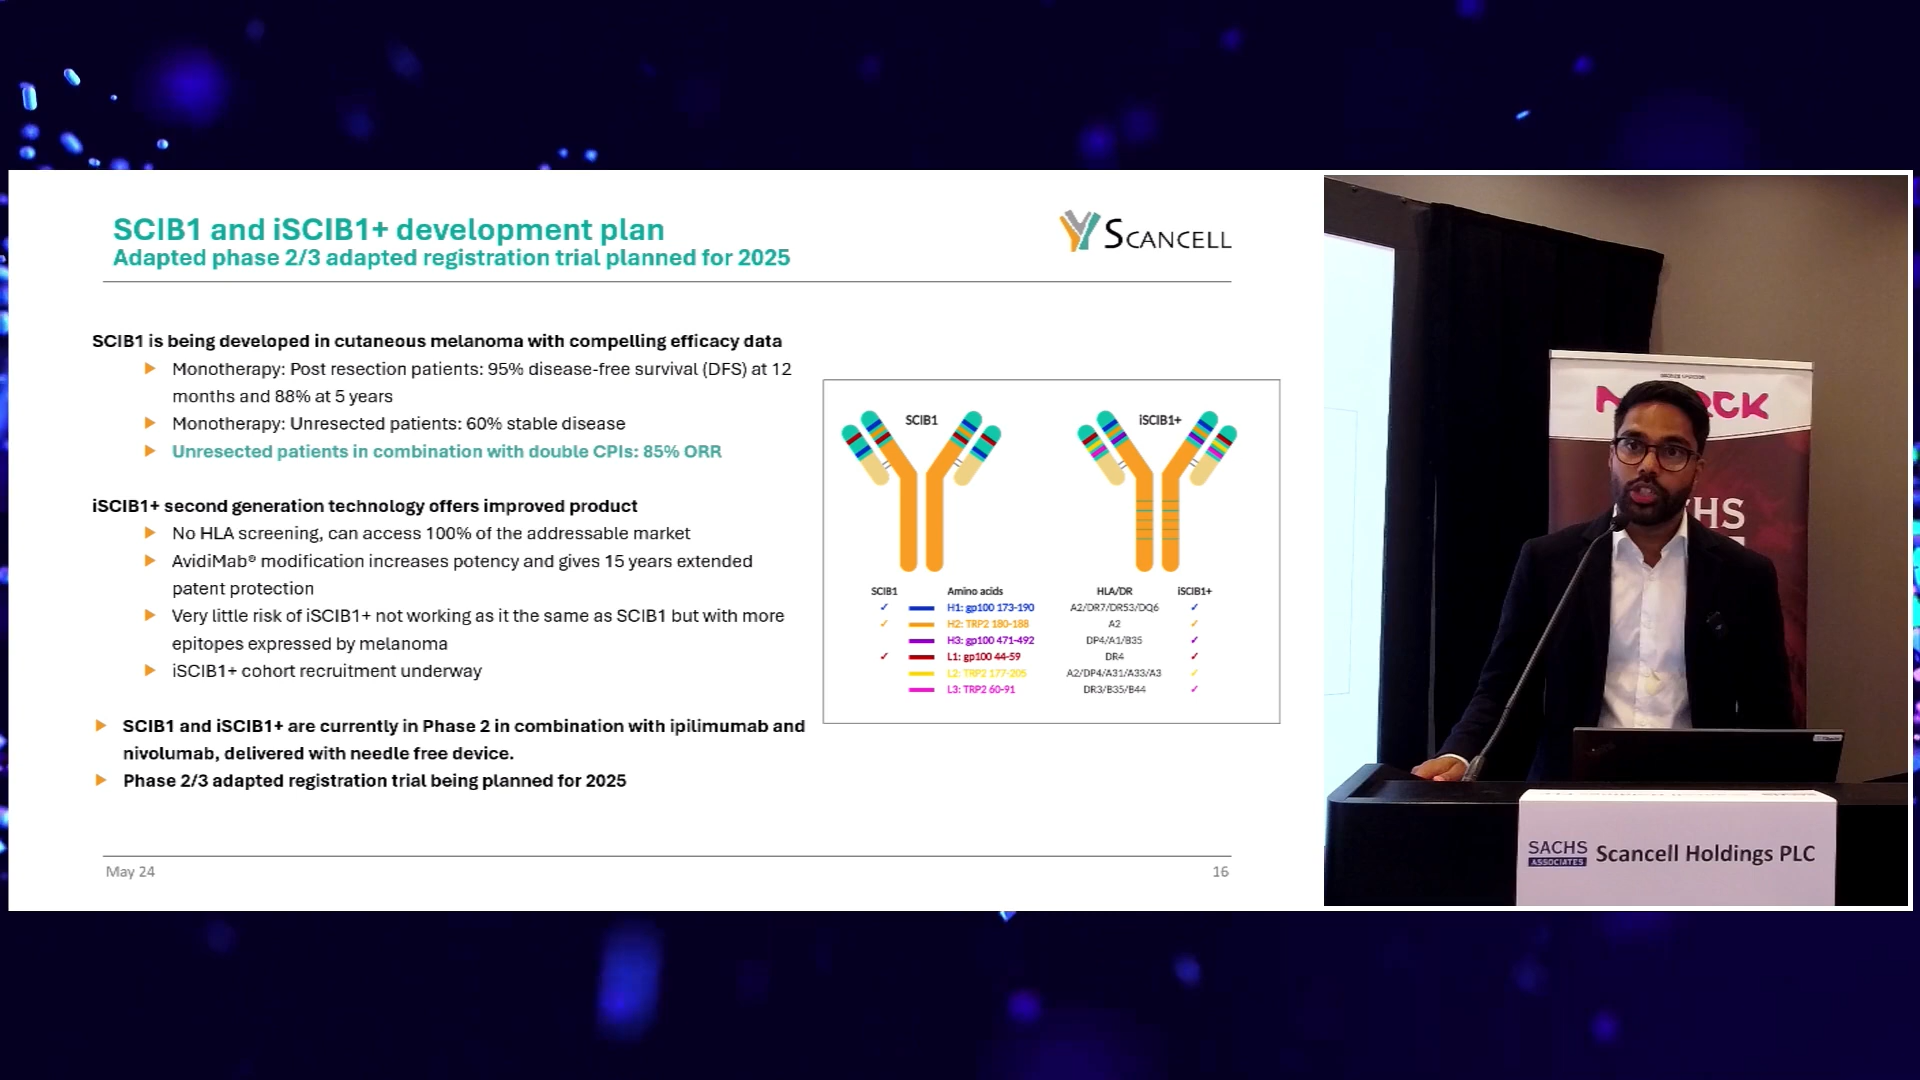 SCIB1 and iSCIB1+ development plan
Adapted phase 2/3 adapted registration trial planned for 2025
SCANCELL
SCIB1 is being developed in cutaneous melanoma with compelling efficacy data
Monotherapy: Post resection patients: 95% disease-free survival (DFS) at 12
months and 88% at 5 years
Monotherapy: Unresected patients: 60% stable disease
Unresected patients in combination with double CPIs: 85% ORR
iSCIB1+ second generation technology offers improved product
No HLA screening, can access 100% of the addressable market
AvidiMab® modification increases potency and gives 15 years extended
patent protection
Very little risk of iSCIB1+ not working as it the same as SCIB1 but with more
epitopes expressed by melanoma
iSCIB1+ cohort recruitment underway
SCIB1 and iSCIB1+ are currently in Phase 2 in combination with ipilimumab and
nivolumab, delivered with needle free device.
Phase 2/3 adapted registration trial being planned for 2025
SCIB1 iSCIB1+
SCIB1 Amino acids HLA/DR iSCIB1+
✓ H1: gp100 173-190 A2/DR7/DR53/DQ6 ✓
✓ H2: TRP2 180-188 A2 ✓
H3: gp100 471-492 DP4/A1/B35 ✓
✓ L1: gp100 44-59 DR4 ✓
L2: TRP2 177-205 A2/DP4/A31/A33/A3 ✓
L3: TRP2 60-91 DR3/B35/B44 ✓
May 24
16
CK
HS
SACHS
ASSOCIATES
Scancell Holdings PLC